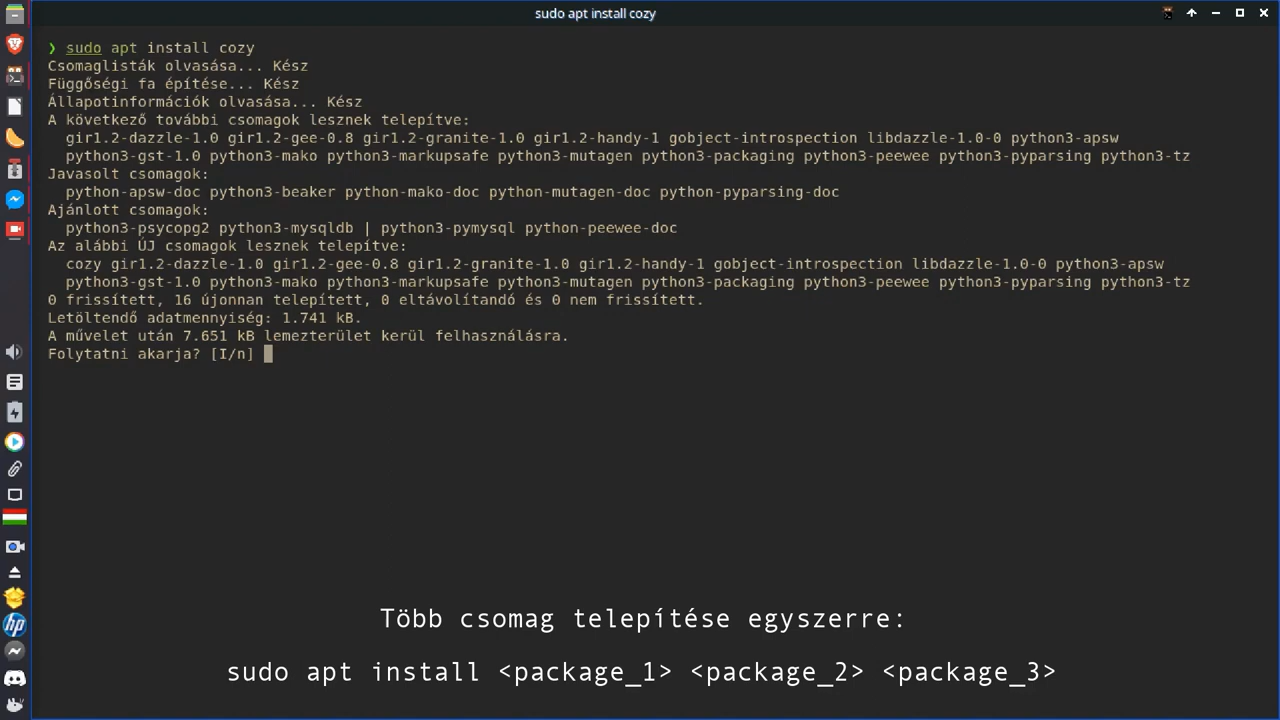 sudo apt install cozy
❯ sudo apt install cozy
Csomaglisták olvasása... Kész
Függőségi fa építése... Kész
Állapotinformációk olvasása... Kész
A következő további csomagok lesznek telepítve:
gir1.2-dazzle-1.0 gir1.2-gee-0.8 gir1.2-granite-1.0 gir1.2-handy-1 gobject-introspection libdazzle-1.0-0 python3-apsw
python3-gst-1.0 python3-mako python3-markupsafe python3-mutagen python3-packaging python3-peewee python3-pyparsing python3-tz
Javasolt csomagok:
python-apsw-doc python3-beaker python-mako-doc python-mutagen-doc python-pyparsing-doc
Ajánlott csomagok:
python3-psycopg2 python3-mysqldb | python3-pymysql python-peewee-doc
Az alábbi ÚJ csomagok lesznek telepítve:
cozy gir1.2-dazzle-1.0 gir1.2-gee-0.8 gir1.2-granite-1.0 gir1.2-handy-1 gobject-introspection libdazzle-1.0-0 python3-apsw
python3-gst-1.0 python3-mako python3-markupsafe python3-mutagen python3-packaging python3-peewee python3-pyparsing python3-tz
0 frissített, 16 újonnan telepített, 0 eltávolítandó és 0 nem frissített.
Letöltendő adatmennyiség: 1.741 kB.
A művelet után 7.651 kB lemezterület kerül felhasználásra.
Folytatni akarja? [I/n]
Több csomag telepítése egyszerre:
sudo apt install <package_1> <package_2> <package_3>
hp